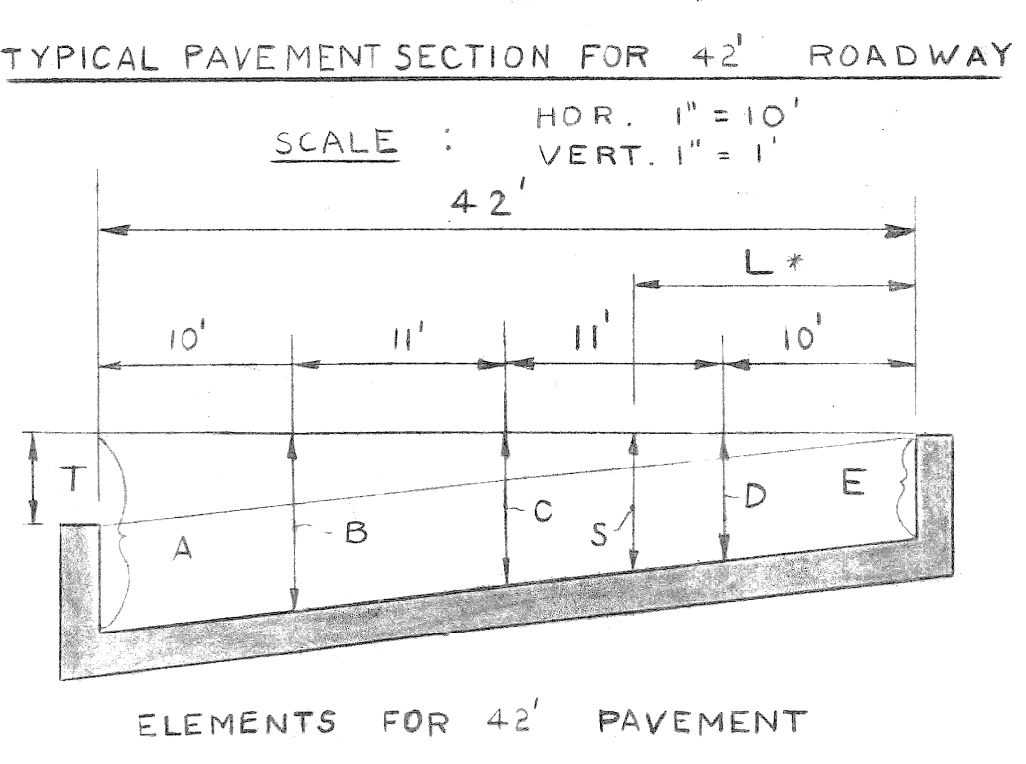 TYPICAL PAVEMENT SECTION FOR 42' ROADWAY
SCALE : HOR. 1" = 10'
VERT. 1" = 1'
42'
L *
10' 11' 11' 10'
T
A
B
C
S
D
E
ELEMENTS FOR 42' PAVEMENT